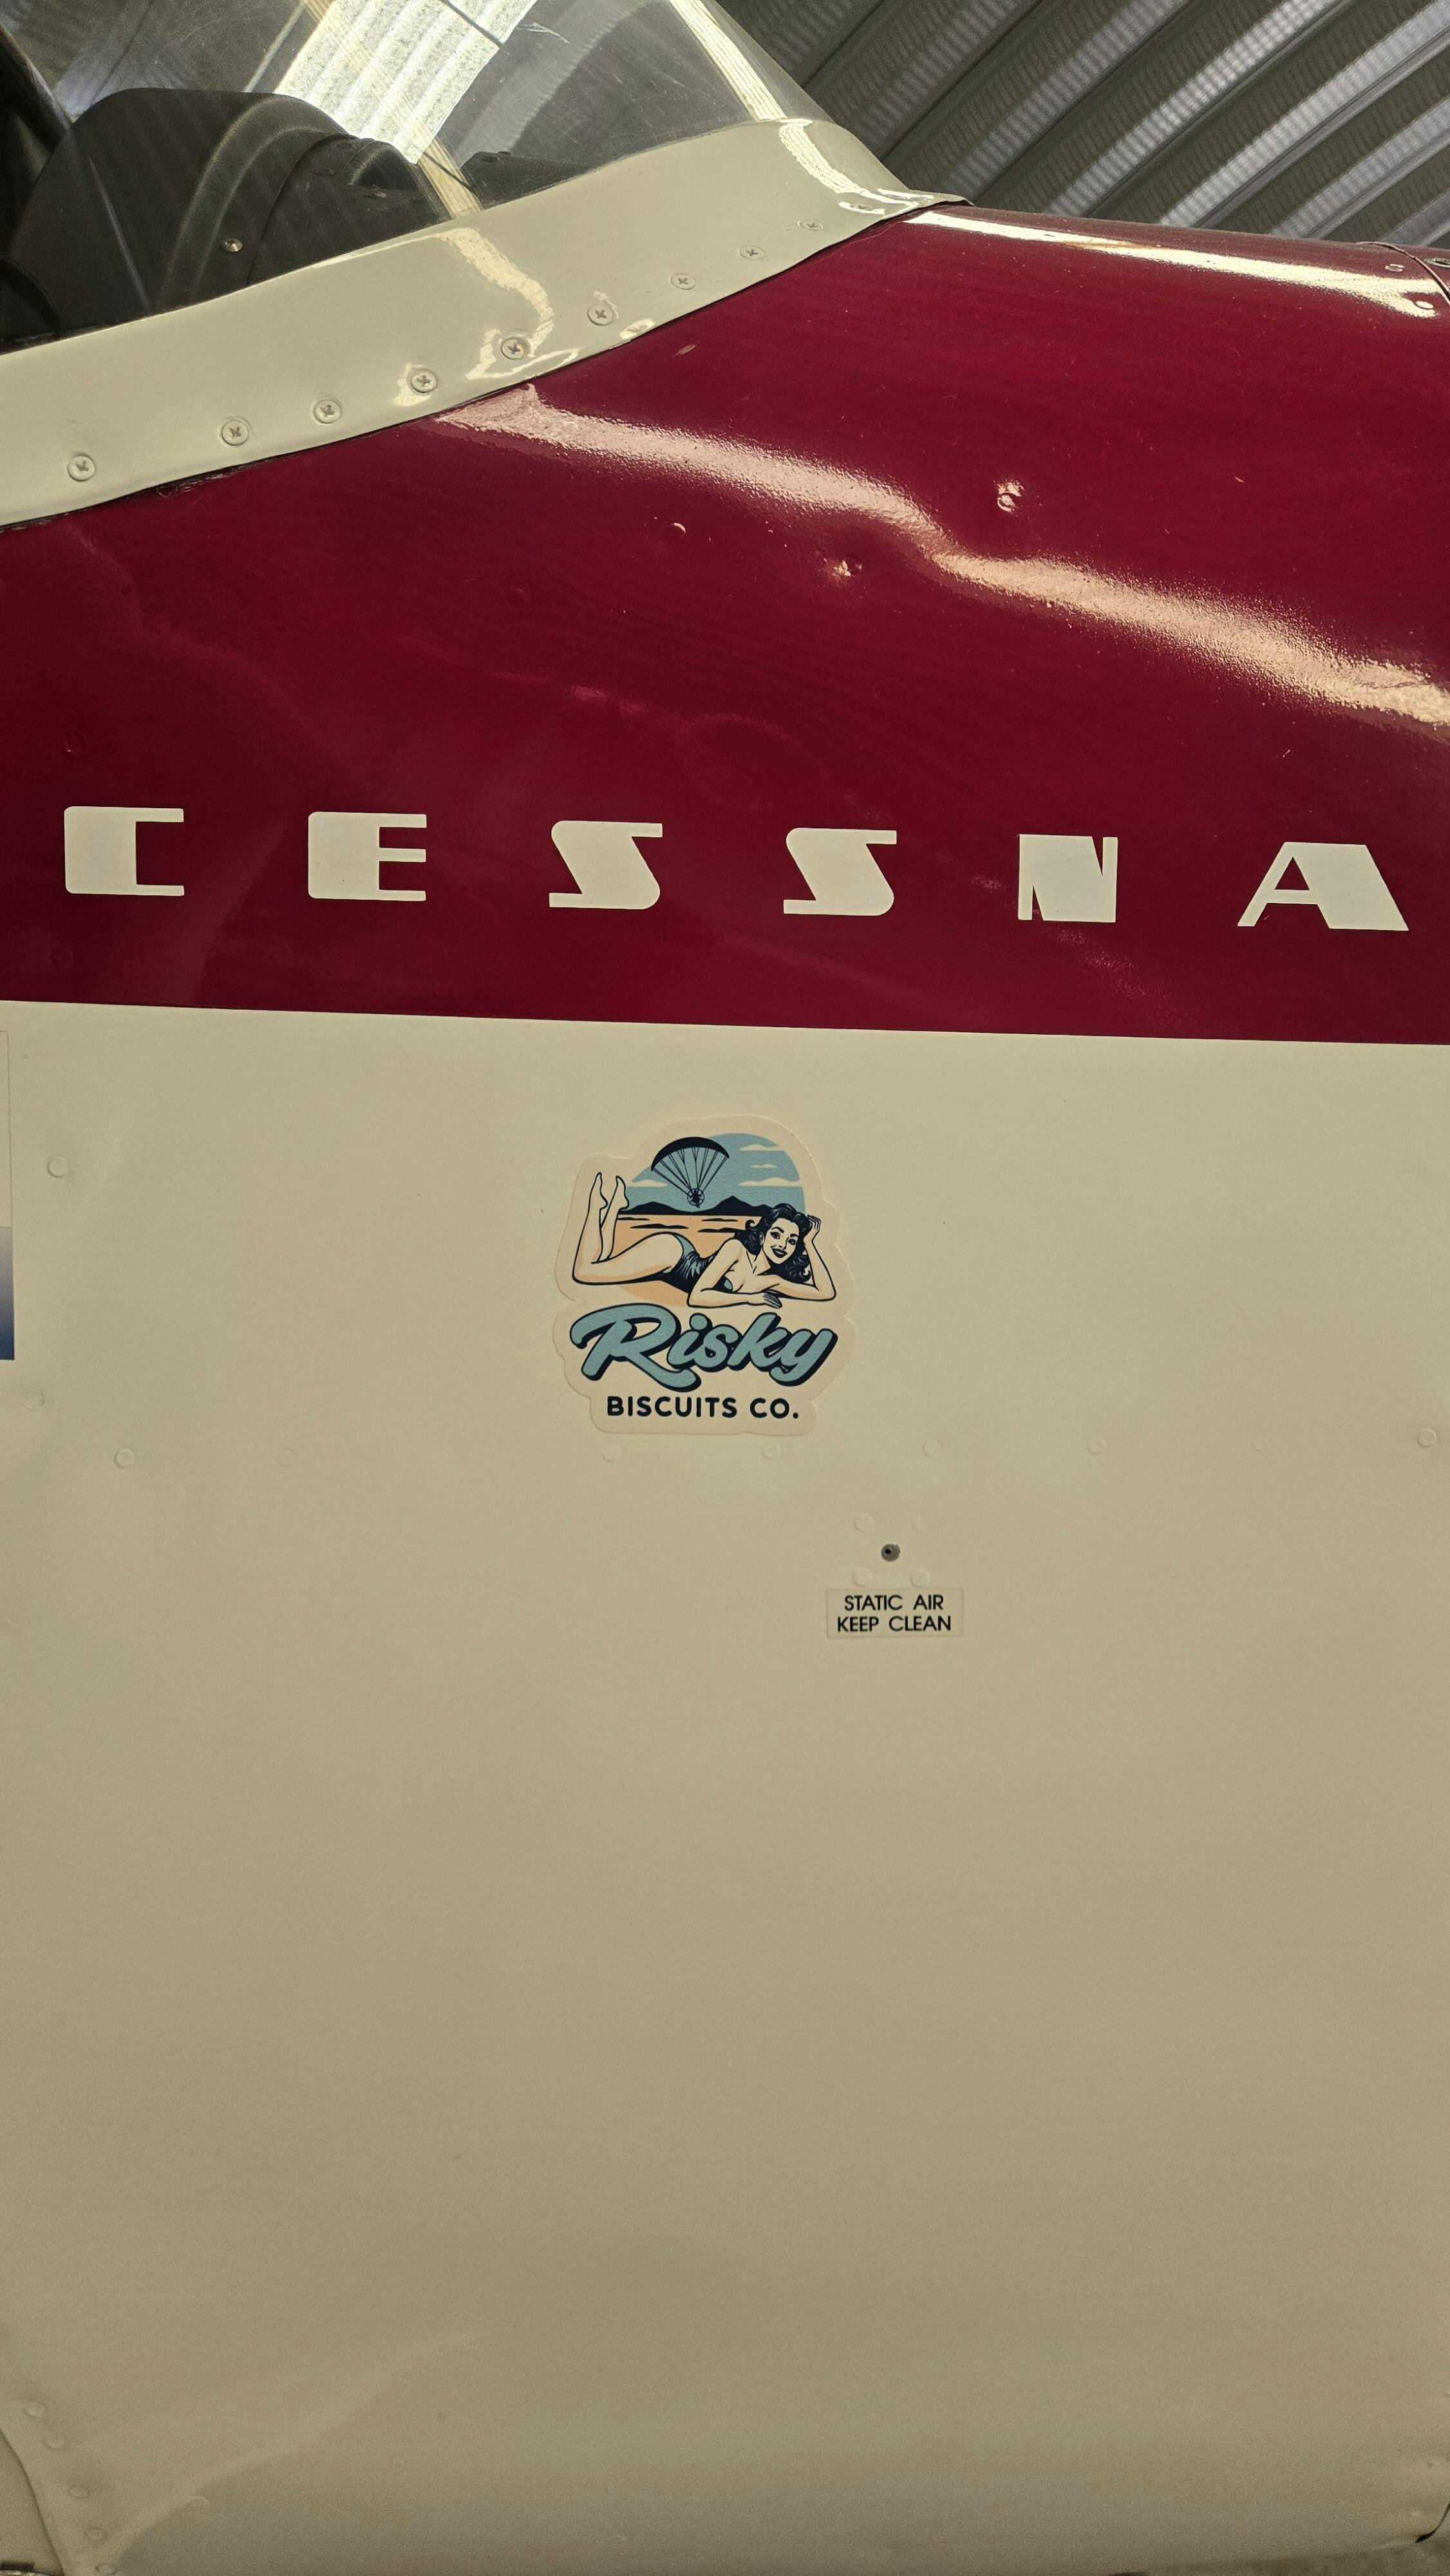 CESSNA
Risky
BISCUITS CO.
STATIC AIR
KEEP CLEAN